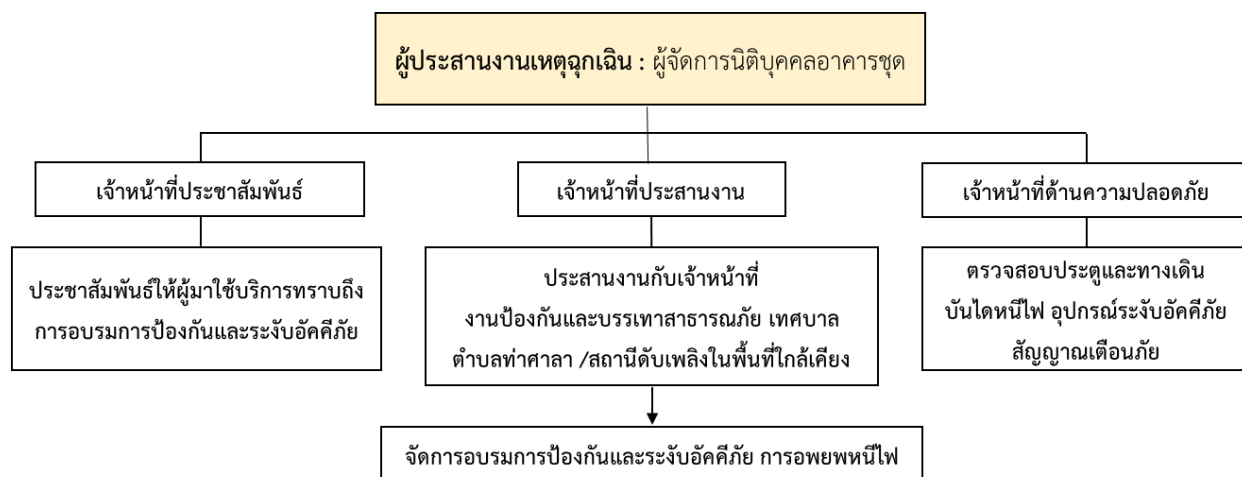 ผู้ประสานงานเหตุฉุกเฉิน : ผู้จัดการนิติบุคคลอาคารชุด
เจ้าหน้าที่ประชาสัมพันธ์
ประชาสัมพันธ์ให้ผู้มาใช้บริการทราบถึง
การอบรมการป้องกันและระงับอัคคีภัย
เจ้าหน้าที่ประสานงาน
ประสานงานกับเจ้าหน้าที่
งานป้องกันและบรรเทาสาธารณภัย เทศบาล
ตำบลท่าศาลา /สถานีดับเพลิงในพื้นที่ใกล้เคียง
จัดการอบรมการป้องกันและระงับอัคคีภัย การอพยพหนีไฟ
เจ้าหน้าที่ด้านความปลอดภัย
ตรวจสอบประตูและทางเดิน
บันไดหนีไฟ อุปกรณ์ระงับอัคคีภัย
สัญญาณเตือนภัย